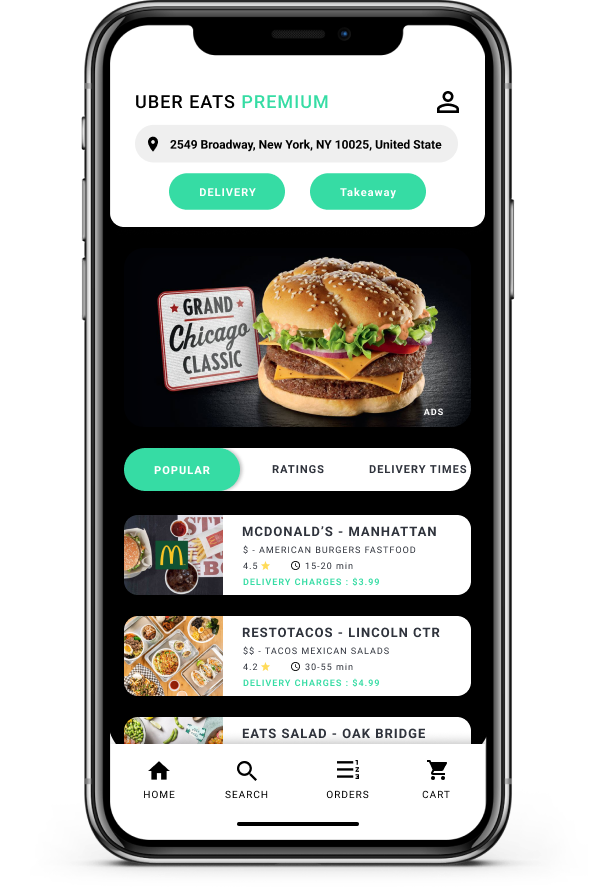 UBER EATS PREMIUM
2549 Broadway, New York, NY 10025, United State
DELIVERY
Takeaway
GRAND
Chicago
CLASSIC
ADS
POPULAR
RATINGS
DELIVERY TIMES
MCDONALD'S - MANHATTAN
$ - AMERICAN BURGERS FASTFOOD
4.5 ★ 15-20 min
DELIVERY CHARGES : $3.99
RESTOTACOS - LINCOLN CTR
$$ - TACOS MEXICAN SALADS
4.2 ★ 30-55 min
DELIVERY CHARGES : $4.99
EATS SALAD - OAK BRIDGE
1
2
3
HOME
SEARCH
ORDERS
CART